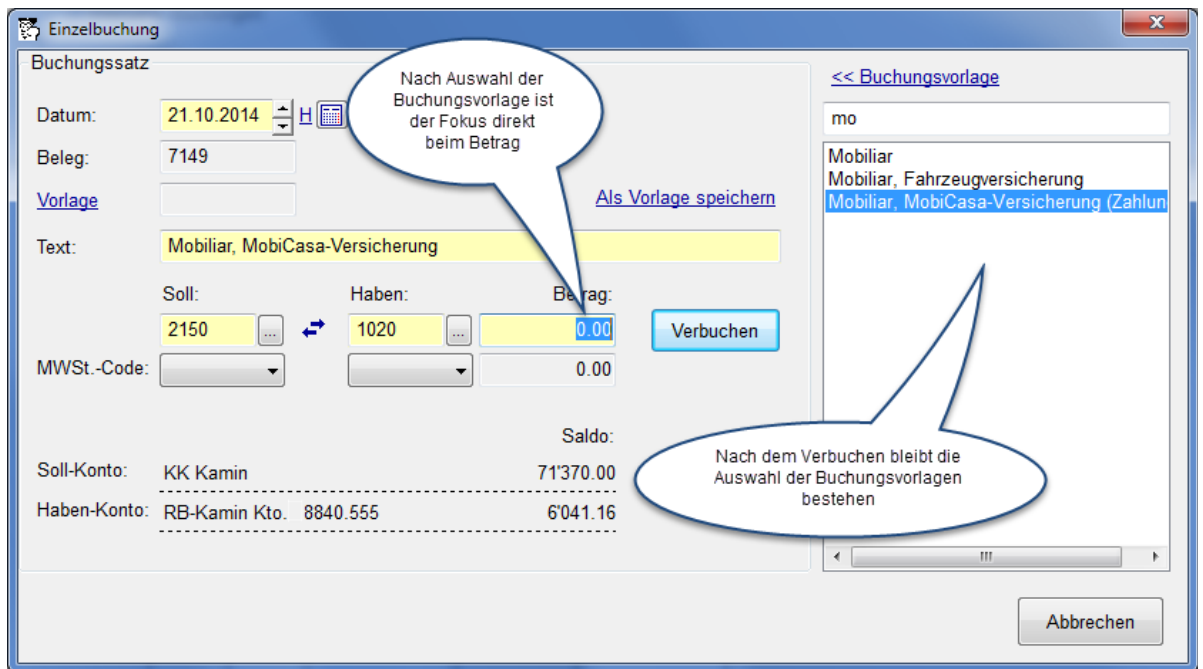 Einzelbuchung
Buchungssatz
Datum: 21.10.2014 H
Beleg: 7149
Vorlage
Als Vorlage speichern
Text: Mobiliar, MobiCasa-Versicherung
Soll: Haben: Betrag:
2150 ... 1020 ... 0.00 Verbuchen
MWSt.-Code: 0.00
Saldo:
Soll-Konto: KK Kamin 71'370.00
Haben-Konto: RB-Kamin Kto. 8840.555 6'041.16
Nach Auswahl der
Buchungsvorlage ist
der Fokus direkt
beim Betrag
<< Buchungsvorlage
mo
Mobiliar
Mobiliar, Fahrzeugversicherung
Mobiliar, MobiCasa-Versicherung (Zahlun
Nach dem Verbuchen bleibt die
Auswahl der Buchungsvorlagen
bestehen
Abbrechen